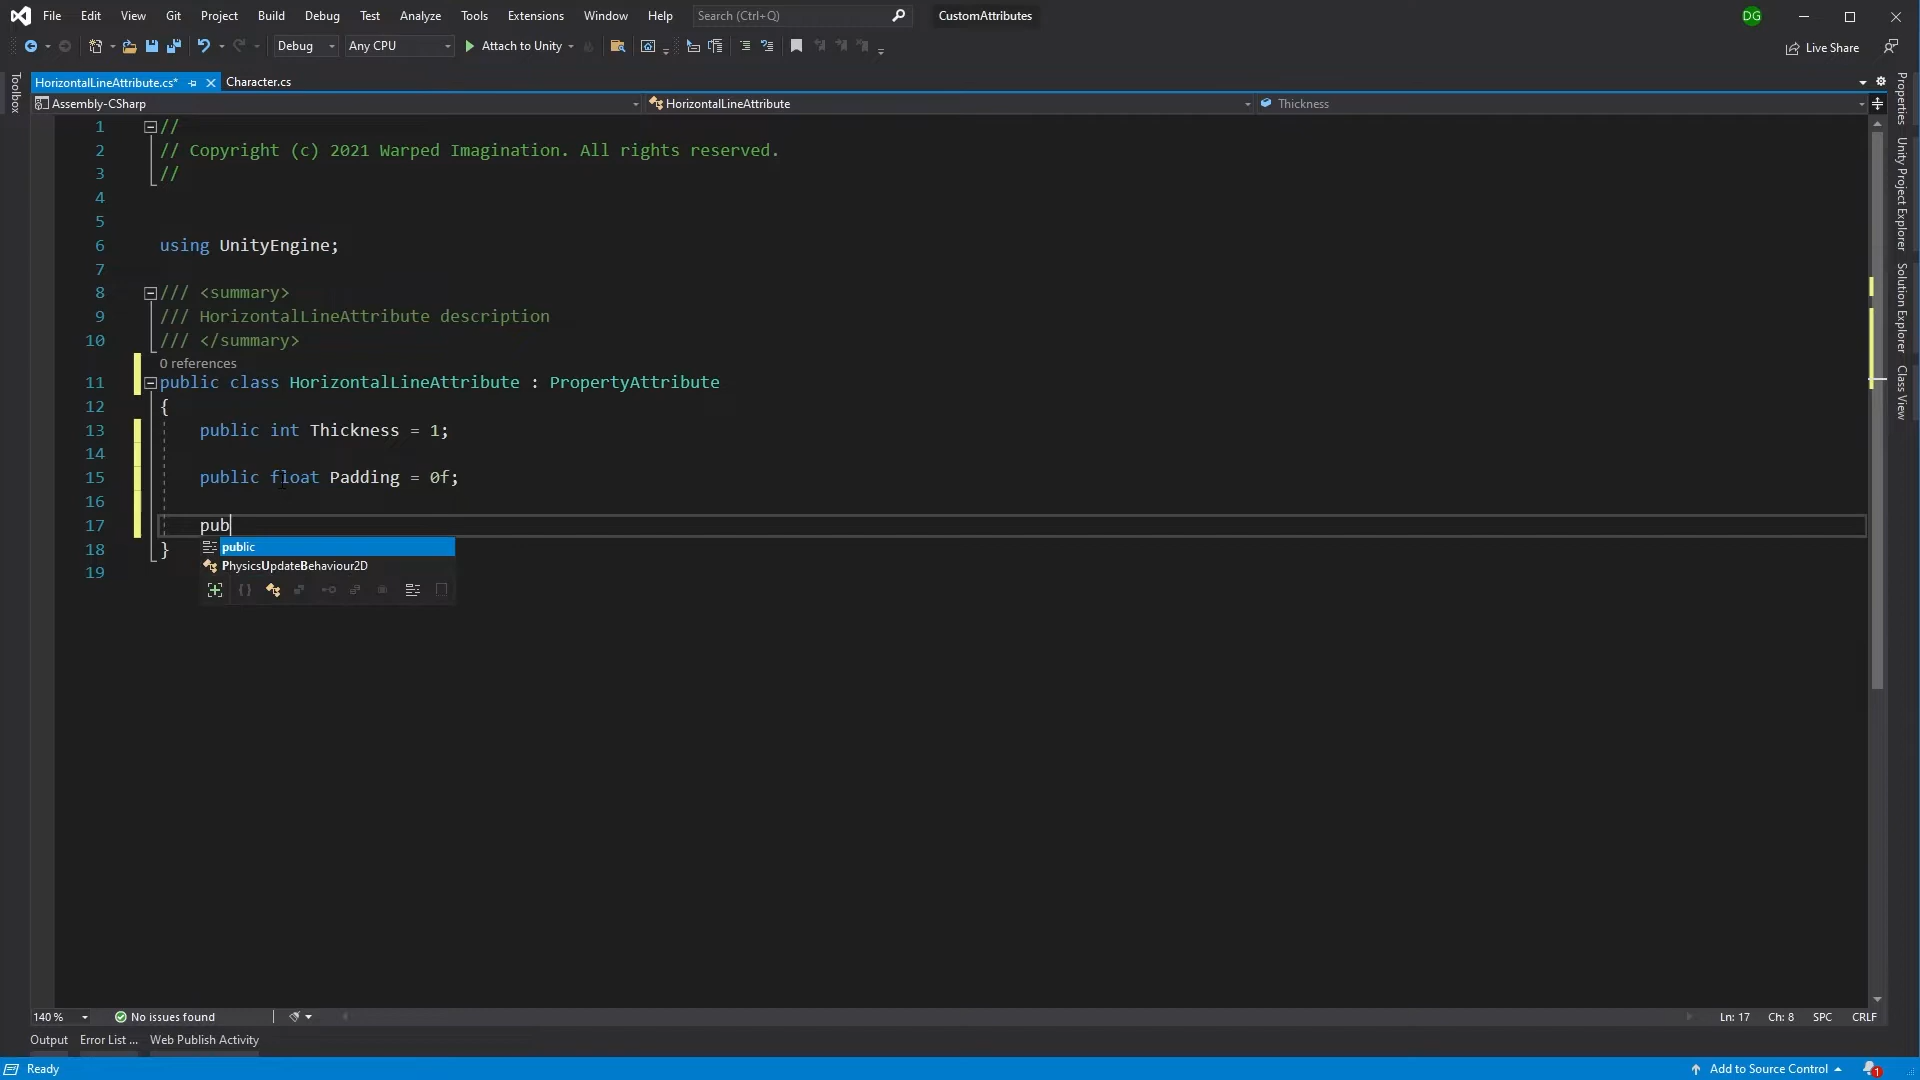 File Edit View Git Project Build Debug Test Analyze Tools Extensions Window Help Search (Ctrl+Q) CustomAttributes DG
Debug Any CPU Attach to Unity Live Share
Toolbox
HorizontalLineAttribute.cs* Character.cs
Assembly-CSharp HorizontalLineAttribute Thickness
1 //
2 // Copyright (c) 2021 Warped Imagination. All rights reserved.
3 //
4
5
6 using UnityEngine;
7
8 /// <summary>
9 /// HorizontalLineAttribute description
10 /// </summary>
0 references
11 public class HorizontalLineAttribute : PropertyAttribute
12 {
13 public int Thickness = 1;
14
15 public float Padding = 0f;
16
17 pub
public
18 }
PhysicsUpdateBehaviour2D
19
Properties
Unity Project Explorer
Solution Explorer
Class View
140 % No issues found Ln: 17 Ch: 8 SPC CRLF
Output Error List ... Web Publish Activity
Ready Add to Source Control 1